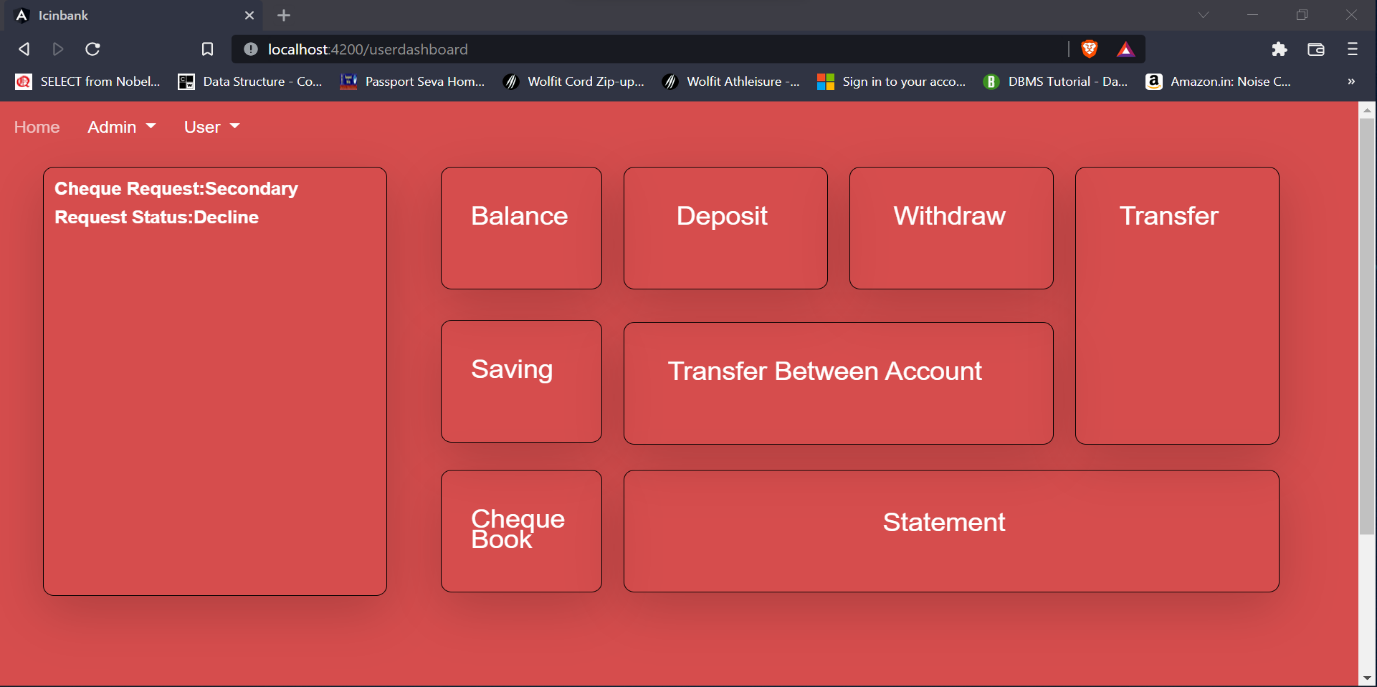 Icinbank
localhost:4200/userdashboard
SELECT from Nobel... Data Structure - Co... Passport Seva Hom... Wolfit Cord Zip-up... Wolfit Athleisure -... Sign in to your acco... DBMS Tutorial - Da... Amazon.in: Noise C... »
Home Admin User
Cheque Request:Secondary
Request Status:Decline
Balance Deposit Withdraw Transfer
Saving Transfer Between Account
Cheque
Book
Statement